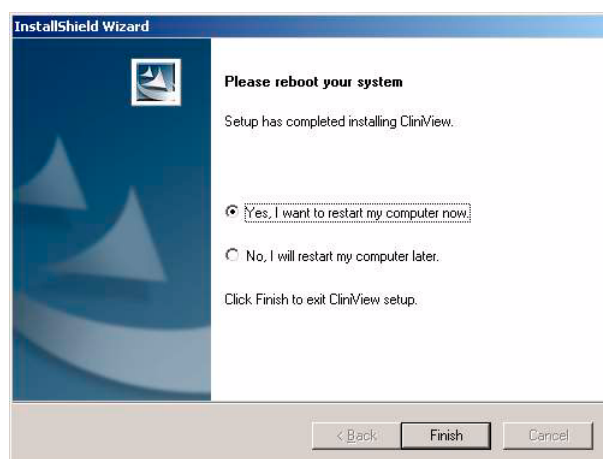 InstallShield Wizard
Please reboot your system
Setup has completed installing CliniView.
Yes, I want to restart my computer now.
No, I will restart my computer later.
Click Finish to exit CliniView setup.
< Back Finish Cancel